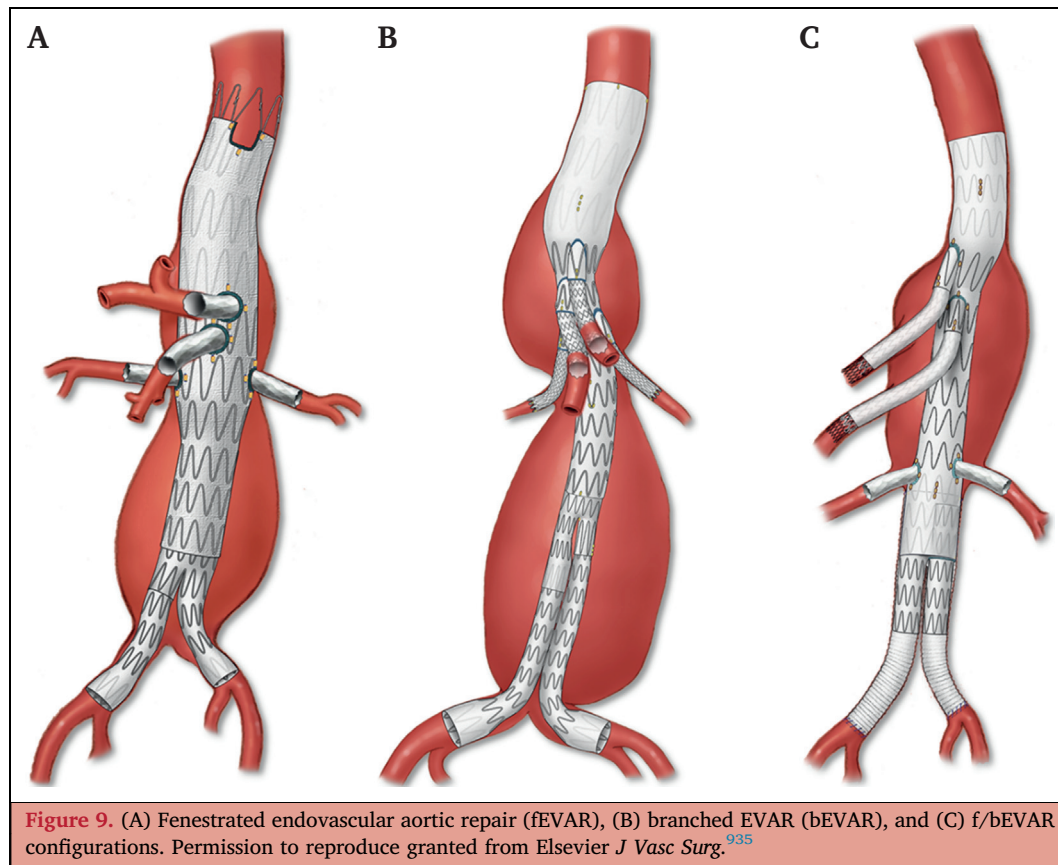 A
B
C
Figure 9. (A) Fenestrated endovascular aortic repair (fEVAR), (B) branched EVAR (bEVAR), and (C) f/bEVAR
configurations. Permission to reproduce granted from Elsevier J Vasc Surg.935